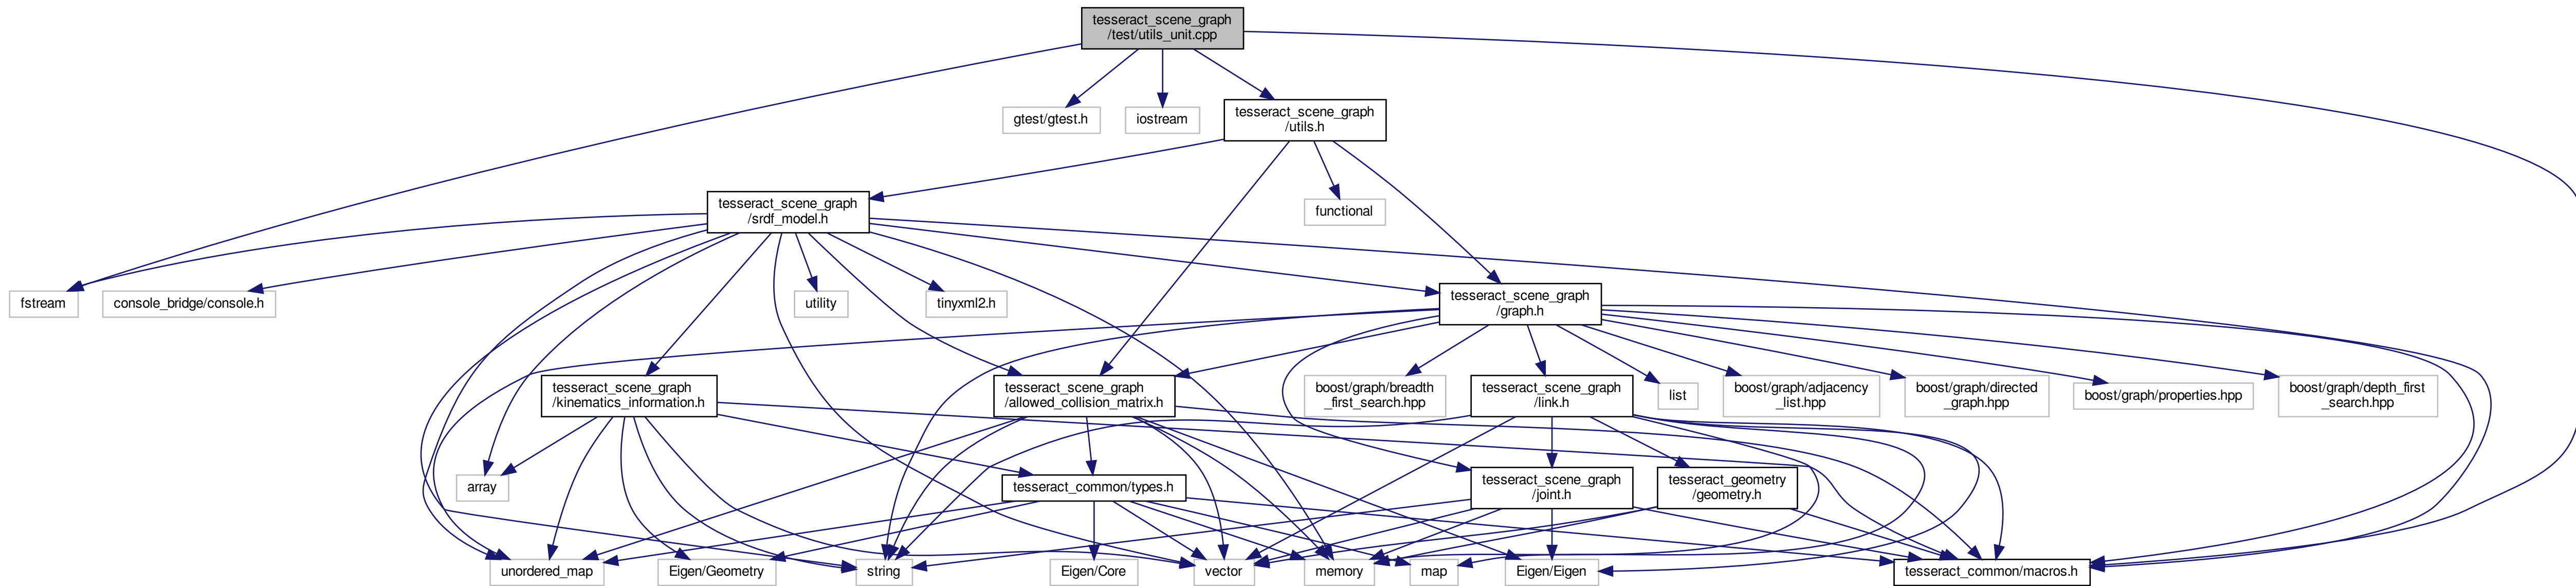 tesseract_scene_graph
/test/utils_unit.cpp
gtest/gtest.h
iostream
tesseract_scene_graph
/utils.h
tesseract_scene_graph
/srdf_model.h
functional
fstream
console_bridge/console.h
utility
tinyxml2.h
tesseract_scene_graph
/graph.h
tesseract_scene_graph
/kinematics_information.h
tesseract_scene_graph
/allowed_collision_matrix.h
boost/graph/breadth
_first_search.hpp
tesseract_scene_graph
/link.h
list
boost/graph/adjacency
_list.hpp
boost/graph/directed
_graph.hpp
boost/graph/properties.hpp
boost/graph/depth_first
_search.hpp
array
tesseract_common/types.h
tesseract_scene_graph
/joint.h
tesseract_geometry
/geometry.h
unordered_map
Eigen/Geometry
string
Eigen/Core
vector
memory
map
Eigen/Eigen
tesseract_common/macros.h